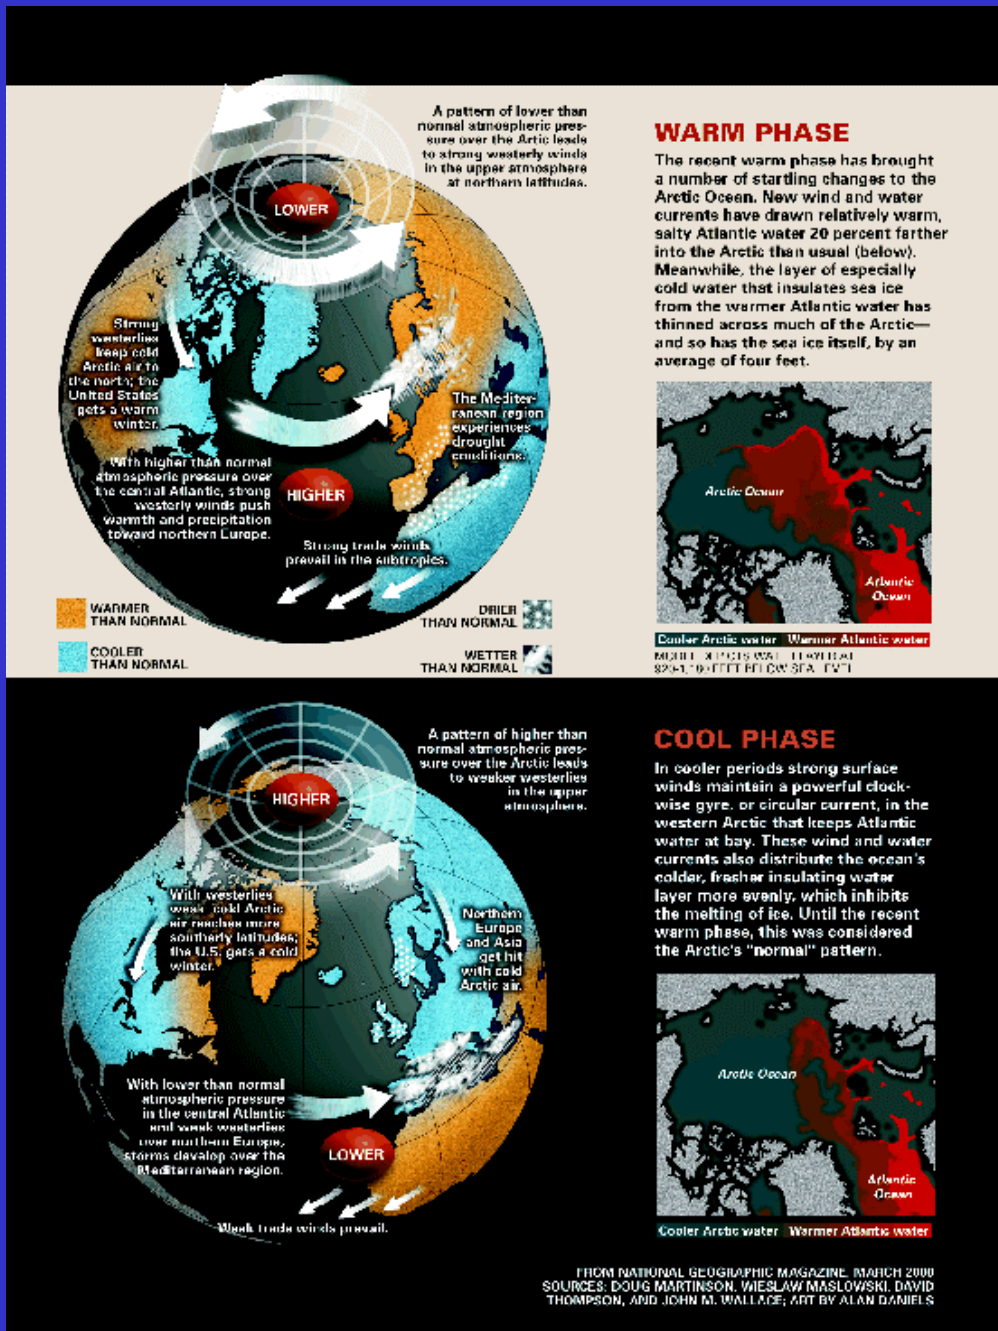 A pattern of lower than
normal atmospheric pres-
sure over the Artic leads
to strong westerly winds
in the upper atmosphere
at northern latitudes.
LOWER
Strong
westerlies
keep cold
Arctic air to
the north; the
United States
gets a warm
winter.
The Mediter-
ranean region
experiences
drought
conditions.
With higher than normal
atmospheric pressure over
the central Atlantic, strong
westerly winds push
warmth and precipitation
toward northern Europe.
HIGHER
Strong trade winds
prevail in the subtropics.
WARMER
THAN NORMAL
COOLER
THAN NORMAL
DRIER
THAN NORMAL
WETTER
THAN NORMAL
WARM PHASE
The recent warm phase has brought
a number of startling changes to the
Arctic Ocean. New wind and water
currents have drawn relatively warm,
salty Atlantic water 20 percent farther
into the Arctic than usual (below).
Meanwhile, the layer of especially
cold water that insulates sea ice
from the warmer Atlantic water has
thinned across much of the Arctic—
and so has the sea ice itself, by an
average of four feet.
Arctic Ocean
Atlantic
Ocean
Cooler Arctic water Warmer Atlantic water
FEET BELOW SEA LEVEL
A pattern of higher than
normal atmospheric pres-
sure over the Arctic leads
to weaker westerlies
in the upper
atmosphere.
HIGHER
With westerlies
weak, cold Arctic
air reaches more
southerly latitudes;
the U.S. gets a cold
winter.
Northern
Europe
and Asia
get hit
with cold
Arctic air.
With lower than normal
atmospheric pressure
in the central Atlantic
and weak westerlies
over northern Europe,
storms develop over the
Mediterranean region.
LOWER
Weak trade winds prevail.
COOL PHASE
In cooler periods strong surface
winds maintain a powerful clock-
wise gyre, or circular current, in the
western Arctic that keeps Atlantic
water at bay. These wind and water
currents also distribute the ocean's
colder, fresher insulating water
layer more evenly, which inhibits
the melting of ice. Until the recent
warm phase, this was considered
the Arctic's "normal" pattern.
Arctic Ocean
Atlantic
Ocean
Cooler Arctic water Warmer Atlantic water
FROM NATIONAL GEOGRAPHIC MAGAZINE, MARCH 2000
SOURCES: DOUG MARTINSON, WIESLAW MASLOWSKI, DAVID
THOMPSON, AND JOHN M. WALLACE; ART BY ALAN DANIELS